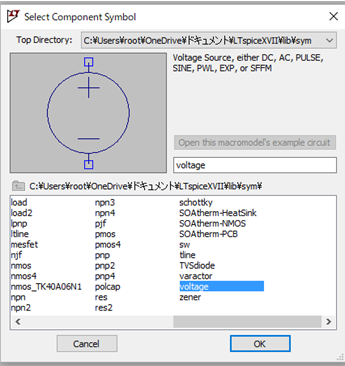 Select Component Symbol
Top Directory: C:¥Users¥root¥OneDrive¥ドキュメント¥LTspiceXVII¥lib¥sym
Voltage Source, either DC, AC, PULSE,
SINE, PWL, EXP, or SFFM
Open this macromodel's example circuit
voltage
C:¥Users¥root¥OneDrive¥ドキュメント¥LTspiceXVII¥lib¥sym¥
load npn3 schottky
load2 npn4 SOAtherm-HeatSink
lpnp pjf SOAtherm-NMOS
ltline pmos SOAtherm-PCB
mesfet pmos4 sw
njf pnp tline
nmos pnp2 TVSdiode
nmos4 pnp4 varactor
nmos_TK40A06N1 polcap voltage
npn res zener
npn2 res2
Cancel OK